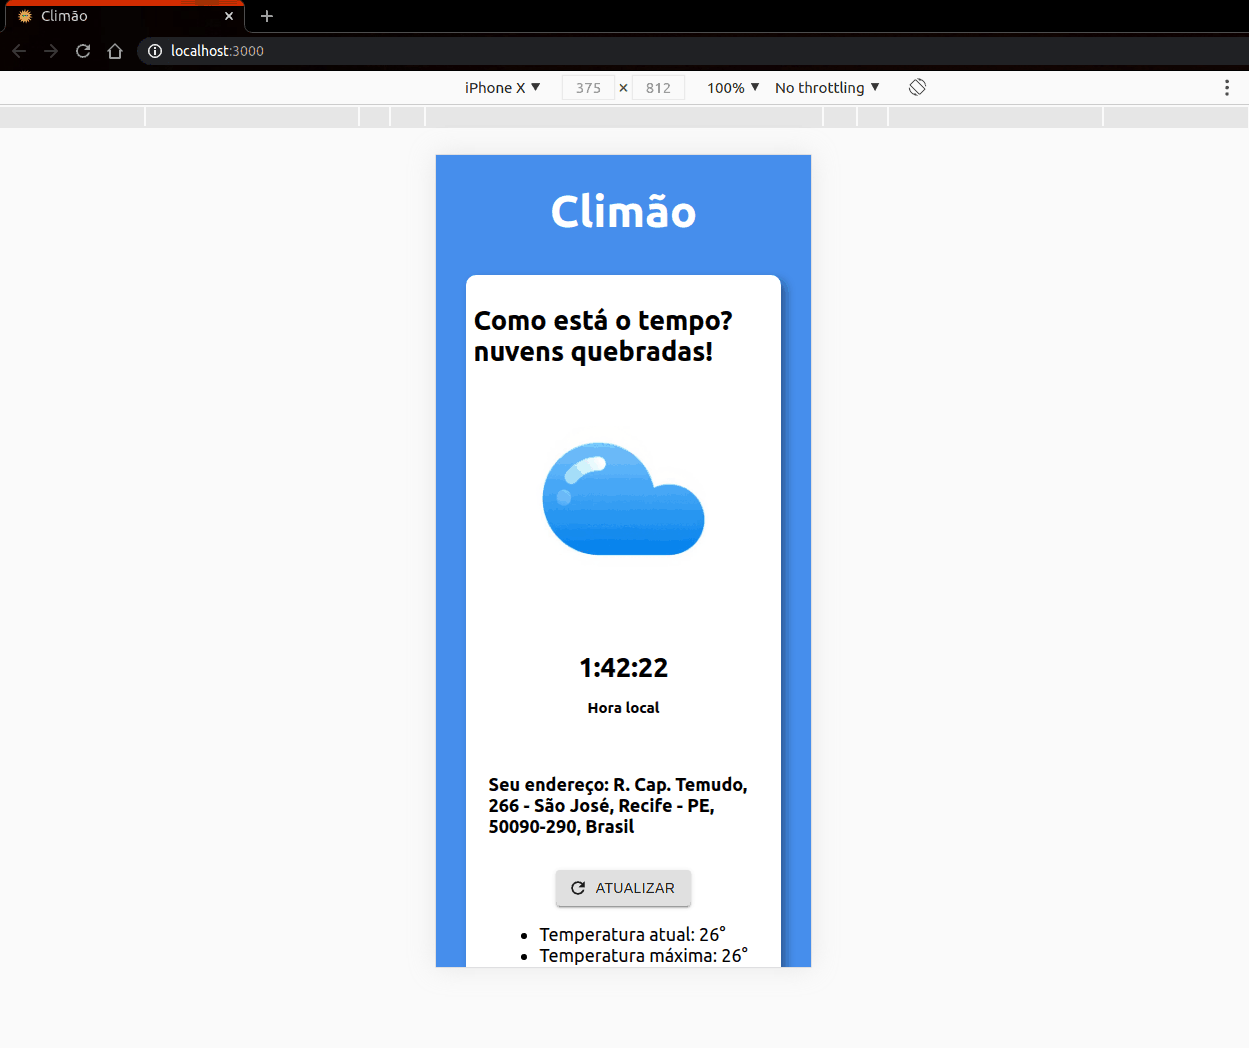 Climão
localhost:3000
iPhone X ▼ 375 × 812 100% ▼ No throttling ▼
Climão
Como está o tempo?
nuvens quebradas!
1:42:22
Hora local
Seu endereço: R. Cap. Temudo,
266 - São José, Recife - PE,
50090-290, Brasil
ATUALIZAR
• Temperatura atual: 26°
• Temperatura máxima: 26°